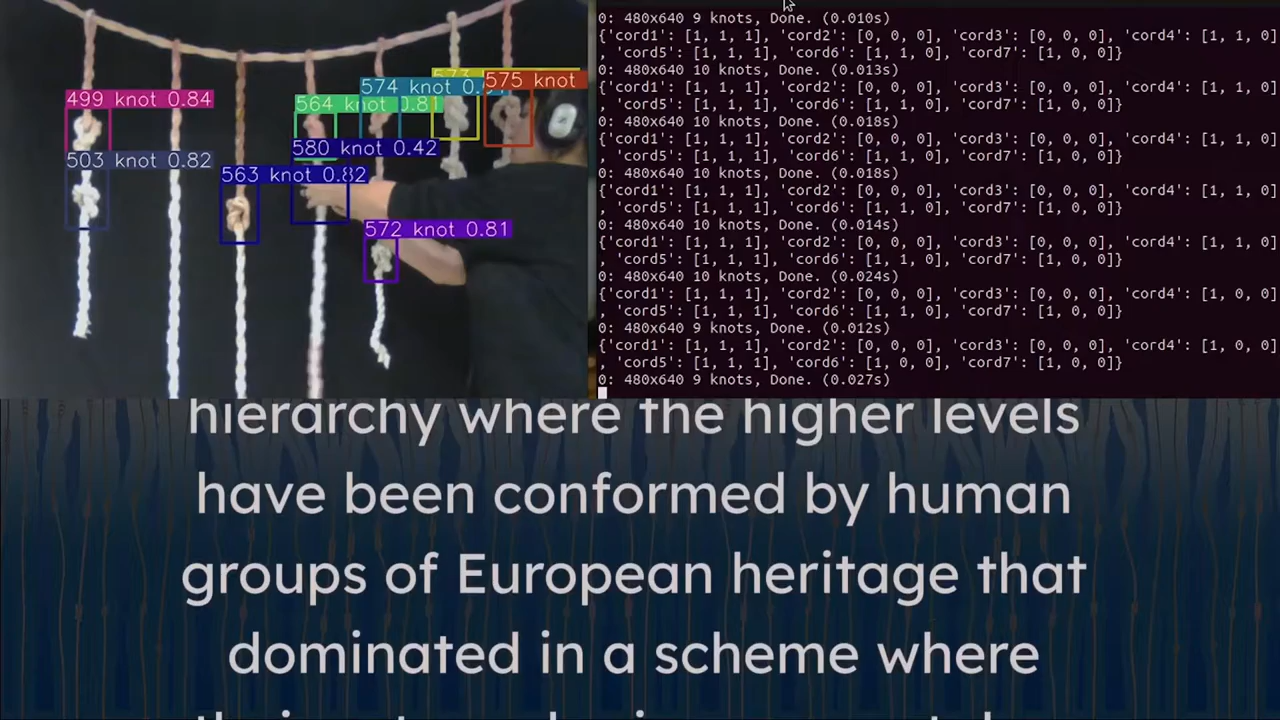 499 knot 0.84
503 knot 0.82
563 knot 0.82
564 knot 0.81
580 knot 0.42
574 knot
575 knot
572 knot 0.81
0: 480x640 9 knots, Done. (0.010s)
{'cord1': [1, 1, 1], 'cord2': [0, 0, 0], 'cord3': [0, 0, 0], 'cord4': [1, 1, 0]
, 'cord5': [1, 1, 1], 'cord6': [1, 1, 0], 'cord7': [1, 0, 0]}
0: 480x640 10 knots, Done. (0.013s)
{'cord1': [1, 1, 1], 'cord2': [0, 0, 0], 'cord3': [0, 0, 0], 'cord4': [1, 1, 0]
, 'cord5': [1, 1, 1], 'cord6': [1, 1, 0], 'cord7': [1, 0, 0]}
0: 480x640 10 knots, Done. (0.018s)
{'cord1': [1, 1, 1], 'cord2': [0, 0, 0], 'cord3': [0, 0, 0], 'cord4': [1, 1, 0]
, 'cord5': [1, 1, 1], 'cord6': [1, 1, 0], 'cord7': [1, 0, 0]}
0: 480x640 10 knots, Done. (0.018s)
{'cord1': [1, 1, 1], 'cord2': [0, 0, 0], 'cord3': [0, 0, 0], 'cord4': [1, 1, 0]
, 'cord5': [1, 1, 1], 'cord6': [1, 1, 0], 'cord7': [1, 0, 0]}
0: 480x640 10 knots, Done. (0.014s)
{'cord1': [1, 1, 1], 'cord2': [0, 0, 0], 'cord3': [0, 0, 0], 'cord4': [1, 1, 0]
, 'cord5': [1, 1, 1], 'cord6': [1, 1, 0], 'cord7': [1, 0, 0]}
0: 480x640 10 knots, Done. (0.024s)
{'cord1': [1, 1, 1], 'cord2': [0, 0, 0], 'cord3': [0, 0, 0], 'cord4': [1, 0, 0]
, 'cord5': [1, 1, 1], 'cord6': [1, 1, 0], 'cord7': [1, 0, 0]}
0: 480x640 9 knots, Done. (0.012s)
{'cord1': [1, 1, 1], 'cord2': [0, 0, 0], 'cord3': [0, 0, 0], 'cord4': [1, 0, 0]
, 'cord5': [1, 1, 1], 'cord6': [1, 0, 0], 'cord7': [1, 0, 0]}
0: 480x640 9 knots, Done. (0.027s)
hierarchy where the higher levels
have been conformed by human
groups of European heritage that
dominated in a scheme where